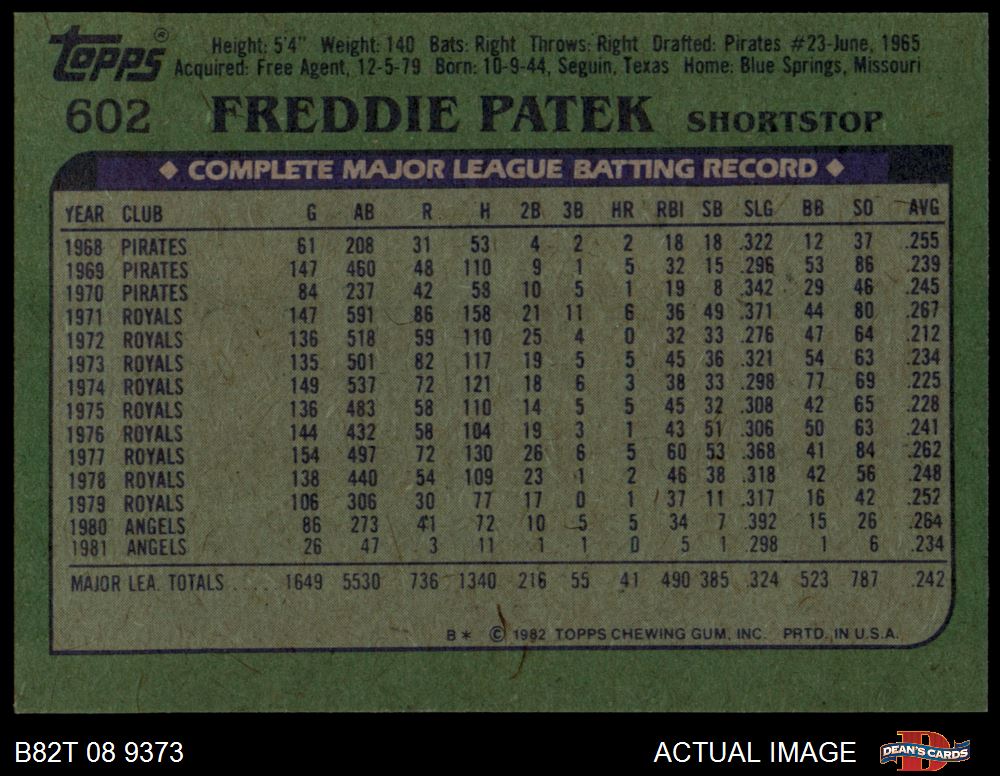 Topps® Height: 5'4" Weight: 140 Bats: Right Throws: Right Drafted: Pirates #23-June, 1965
Acquired: Free Agent, 12-5-79 Born: 10-9-44, Seguin, Texas Home: Blue Springs, Missouri
602 FREDDIE PATEK SHORTSTOP
◆ COMPLETE MAJOR LEAGUE BATTING RECORD ◆
YEAR CLUB G AB R H 2B 3B HR RBI SB SLG BB SO AVG
1968 PIRATES 61 208 31 53 4 2 2 18 18 .322 12 37 .255
1969 PIRATES 147 460 48 110 9 1 5 32 15 .296 53 86 .239
1970 PIRATES 84 237 42 58 10 5 1 19 8 .342 29 46 .245
1971 ROYALS 147 591 86 158 21 11 6 36 49 .371 44 80 .267
1972 ROYALS 136 518 59 110 25 4 0 32 33 .276 47 64 .212
1973 ROYALS 135 501 82 117 19 5 5 45 36 .321 54 63 .234
1974 ROYALS 149 537 72 121 18 6 3 38 33 .298 77 69 .225
1975 ROYALS 136 483 58 110 14 5 5 45 32 .308 42 65 .228
1976 ROYALS 144 432 58 104 19 3 1 43 51 .306 50 63 .241
1977 ROYALS 154 497 72 130 26 6 5 60 53 .368 41 84 .262
1978 ROYALS 138 440 54 109 23 1 2 46 38 .318 42 56 .248
1979 ROYALS 106 306 30 77 17 0 1 37 11 .317 16 42 .252
1980 ANGELS 86 273 41 72 10 5 5 34 7 .392 15 26 .264
1981 ANGELS 26 47 3 11 1 1 0 5 1 .298 1 6 .234
MAJOR LEA. TOTALS ..... 1649 5530 736 1340 216 55 41 490 385 .324 523 787 .242
B* © 1982 TOPPS CHEWING GUM, INC. PRTD. IN U.S.A.
B82T 08 9373 ACTUAL IMAGE D DEAN'S CARDS